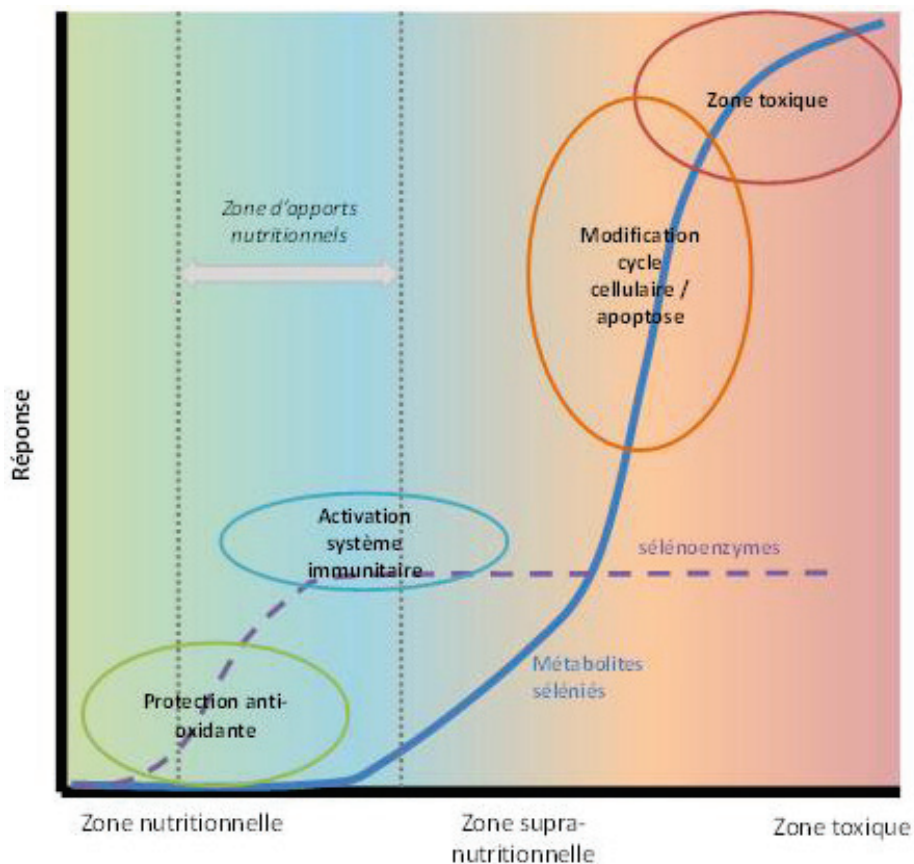 Zone toxique
Zone d'apports
nutritionnels
Modification
cycle
cellulaire /
apoptose
Réponse
Activation
système
immunitaire
sélénoenzymes
Métabolites
séléniés
Protection anti-
oxidante
Zone nutritionnelle
Zone supra-
nutritionnelle
Zone toxique